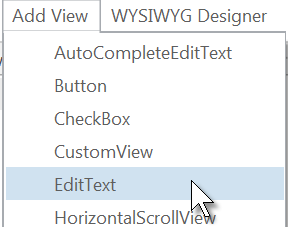 Add View WYSIWYG Designer
AutoCompleteEditText
Button
CheckBox
CustomView
EditText
HorizontalScrollView